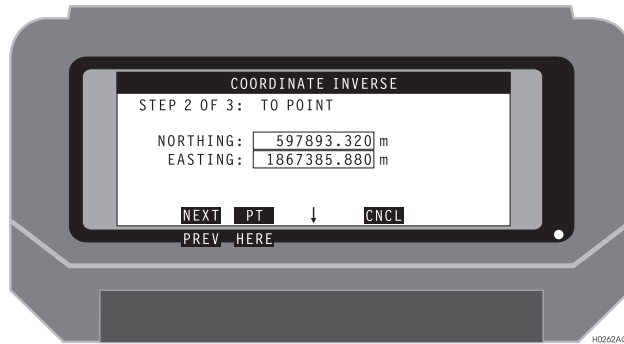 COORDINATE INVERSE
STEP 2 OF 3: TO POINT
NORTHING: 597893.320 m
EASTING: 1867385.880 m
NEXT PT ↓ CNCL
PREV HERE
H0262AC